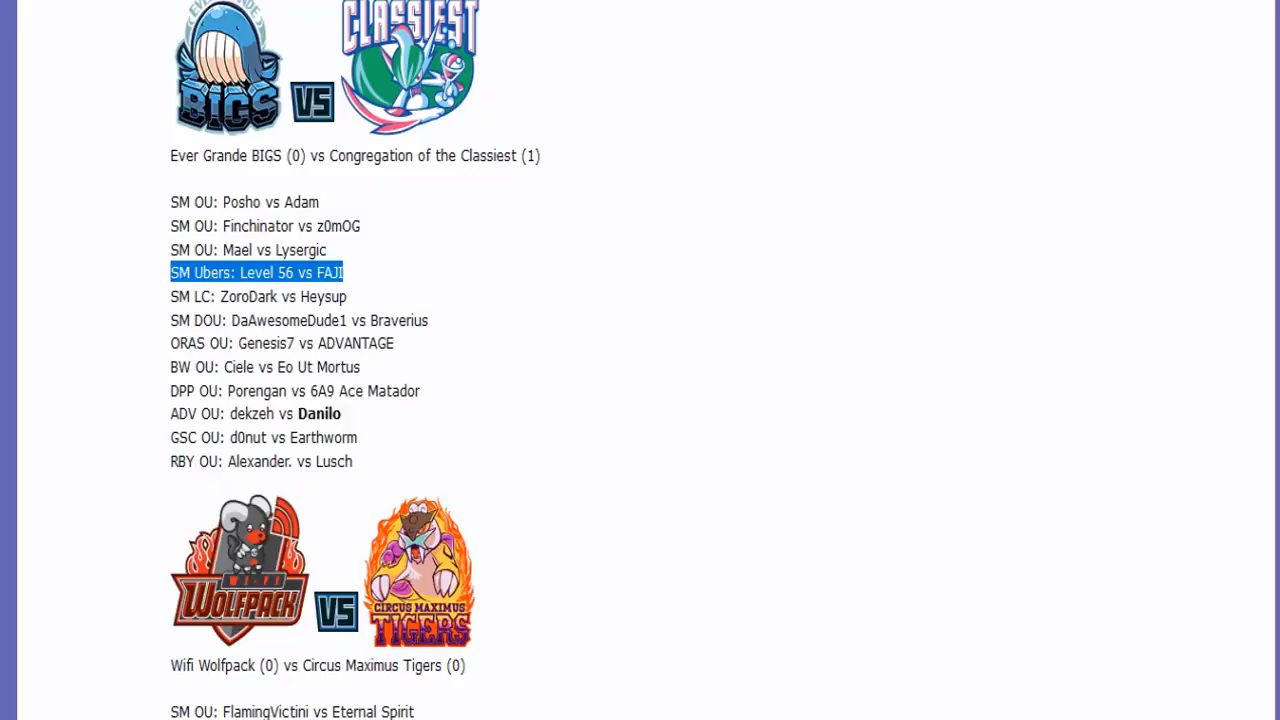 EVER GRANDE
BIGS
VS
CLASSIEST
Ever Grande BIGS (0) vs Congregation of the Classiest (1)
SM OU: Posho vs Adam
SM OU: Finchinator vs z0mOG
SM OU: Mael vs Lysergic
SM Ubers: Level 56 vs FAJI
SM LC: ZoroDark vs Heysup
SM DOU: DaAwesomeDude1 vs Braverius
ORAS OU: Genesis7 vs ADVANTAGE
BW OU: Ciele vs Eo Ut Mortus
DPP OU: Porengan vs 6A9 Ace Matador
ADV OU: dekzeh vs Danilo
GSC OU: d0nut vs Earthworm
RBY OU: Alexander. vs Lusch
WI-FI
WOLFPACK
VS
CIRCUS MAXIMUS
TIGERS
Wifi Wolfpack (0) vs Circus Maximus Tigers (0)
SM OU: FlamingVictini vs Eternal Spirit